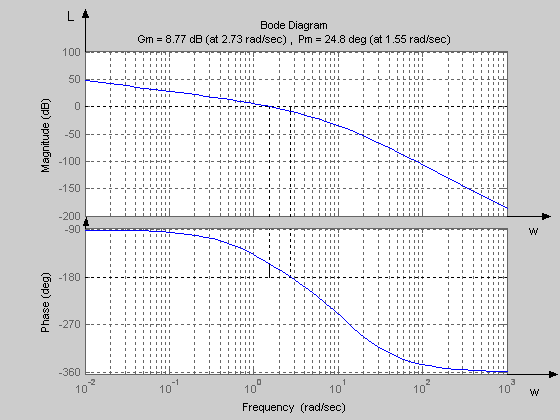 L
Bode Diagram
Gm = 8.77 dB (at 2.73 rad/sec) , Pm = 24.8 deg (at 1.55 rad/sec)
Magnitude (dB)
100
50
0
-50
-100
-150
-200
w
Phase (deg)
-90
-180
-270
-360
10^-2
10^-1
10^0
10^1
10^2
10^3
w
Frequency (rad/sec)